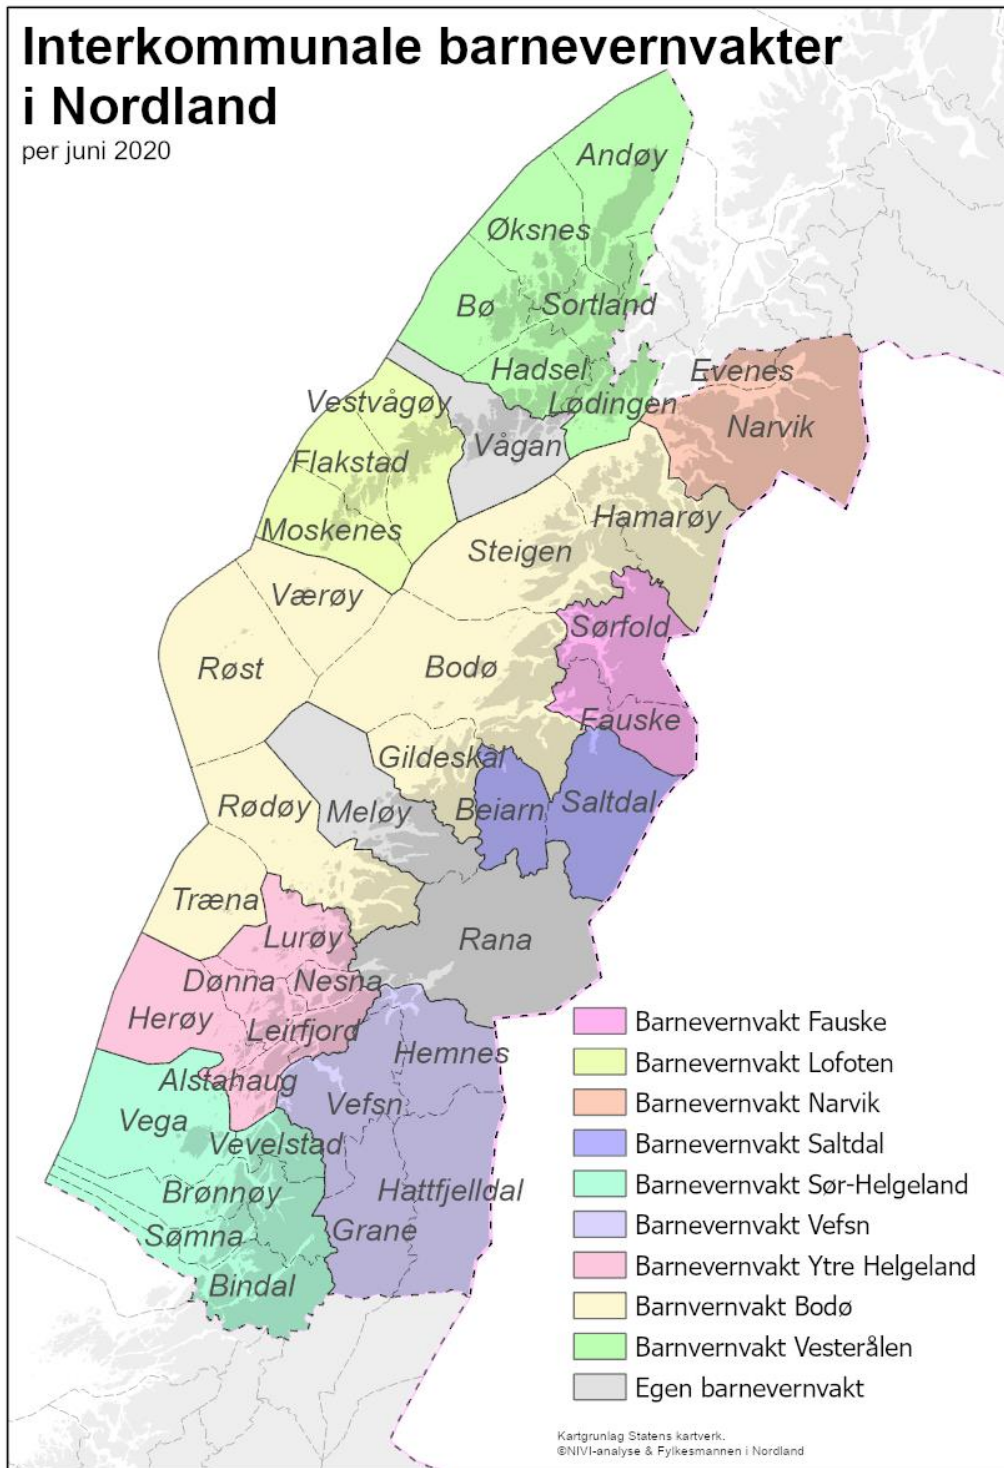 Interkommunale barnevernvakter
i Nordland
per juni 2020
Andøy
Øksnes
Bø
Sortland
Hadsel
Evenes
Vestvågøy
Lødingen
Narvik
Vågan
Flakstad
Moskenes
Hamarøy
Steigen
Værøy
Sørfold
Røst
Bodø
Fauske
Gildeskål
Rødøy
Meløy
Beiarn
Saltdal
Træna
Lurøy
Rana
Dønna
Nesna
Herøy
Leirfjord
Hemnes
Alstahaug
Vefsn
Vega
Vevelstad
Brønnøy
Hattfjelldal
Sømna
Grane
Bindal
Barnevernvakt Fauske
Barnevernvakt Lofoten
Barnevernvakt Narvik
Barnevernvakt Saltdal
Barnevernvakt Sør-Helgeland
Barnevernvakt Vefsn
Barnevernvakt Ytre Helgeland
Barnvernvakt Bodø
Barnvernvakt Vesterålen
Egen barnevernvakt
Kartgrunlag Statens kartverk.
©NIVI-analyse & Fylkesmannen i Nordland